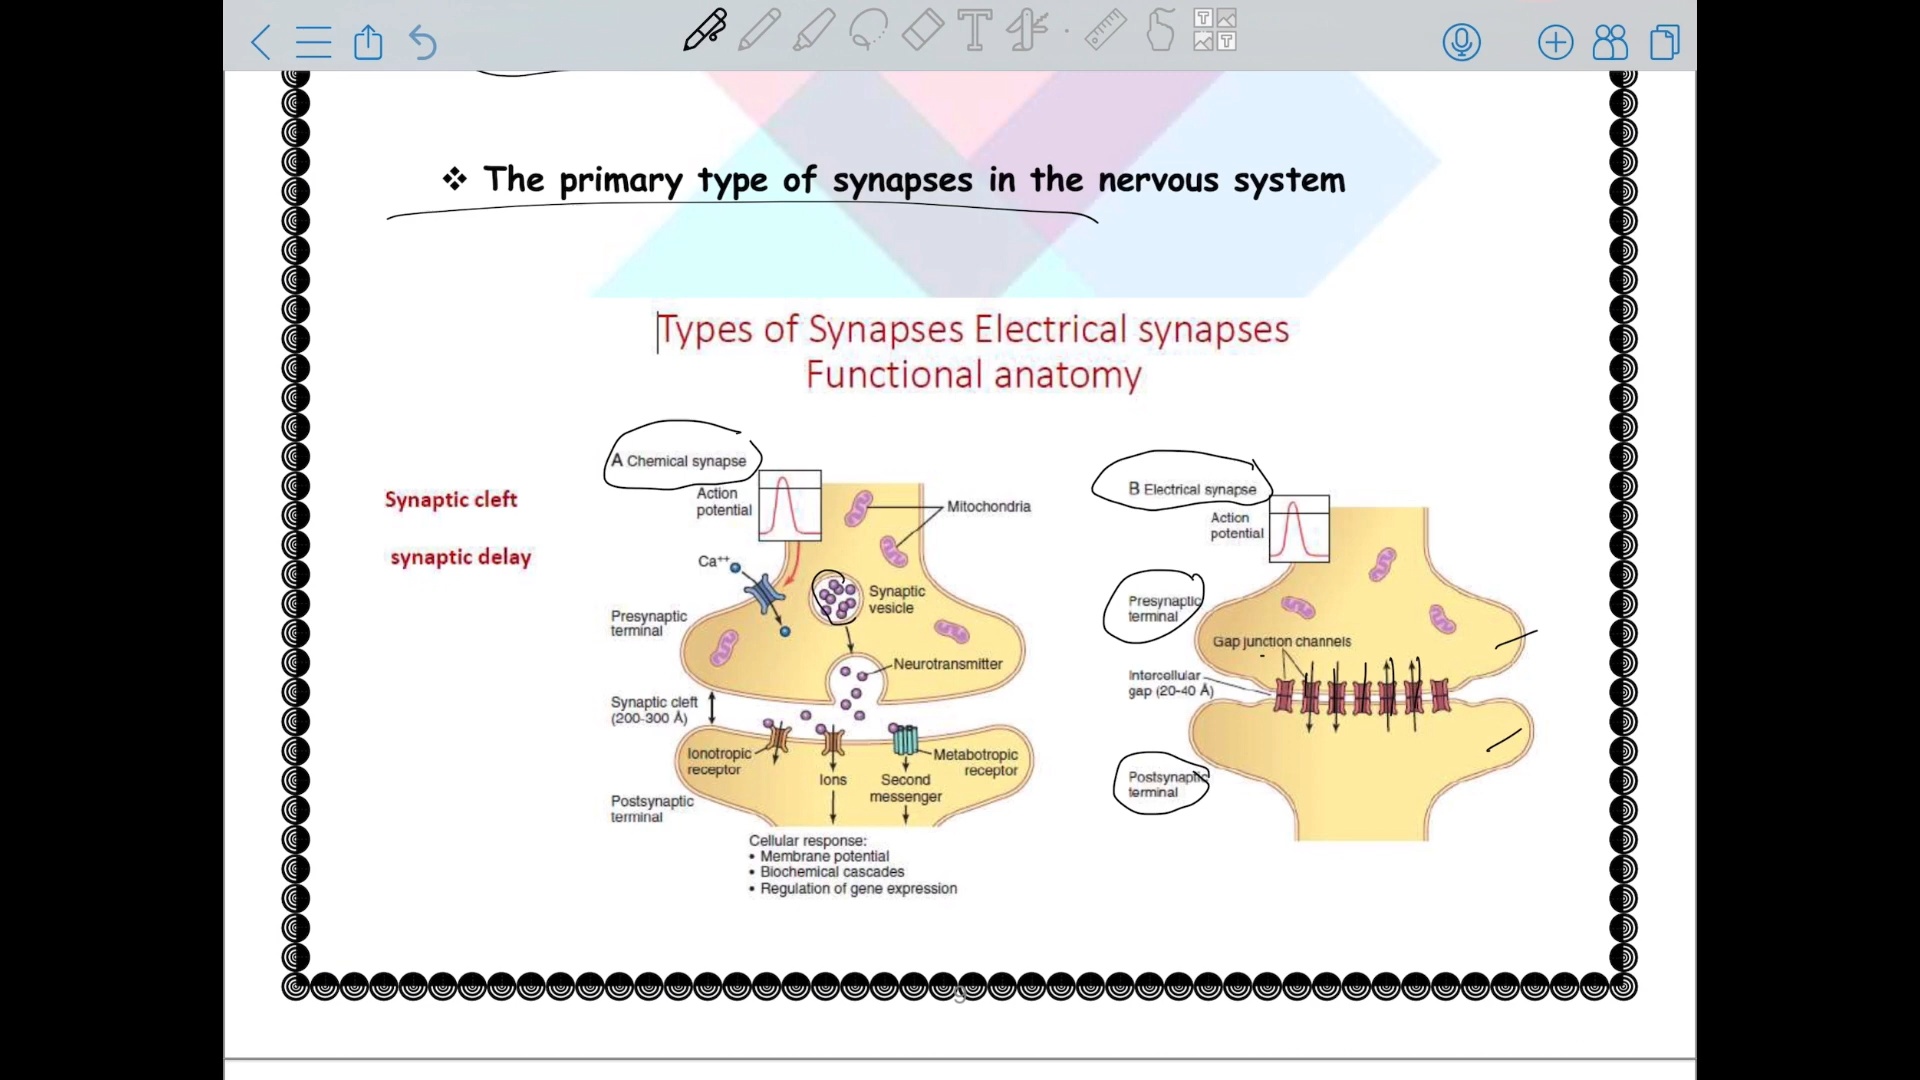 ❖ The primary type of synapses in the nervous system
Types of Synapses Electrical synapses
Functional anatomy
Synaptic cleft
synaptic delay
A Chemical synapse
Action
potential
Mitochondria
Ca++
Synaptic
vesicle
Presynaptic
terminal
Neurotransmitter
Synaptic cleft
(200-300 Å)
Ionotropic
receptor
Ions
Second
messenger
Metabotropic
receptor
Postsynaptic
terminal
Cellular response:
• Membrane potential
• Biochemical cascades
• Regulation of gene expression
B Electrical synapse
Action
potential
Presynaptic
terminal
Gap junction channels
Intercellular
gap (20-40 Å)
Postsynaptic
terminal
9